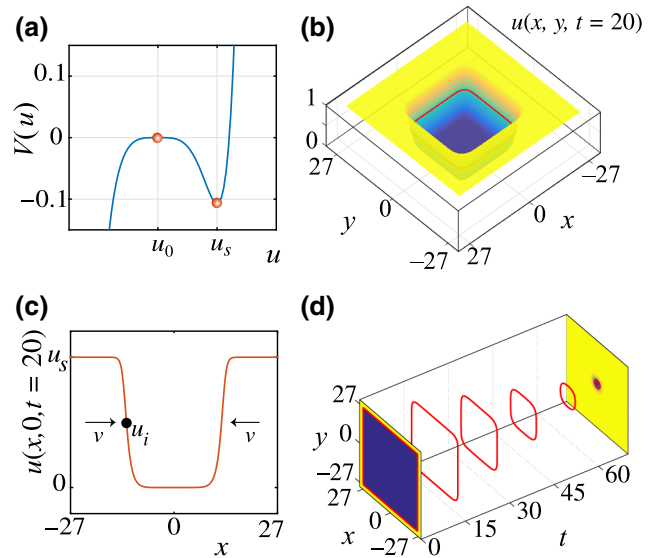 (a)
V(u)
0.1
0
−0.1
u0
us
u
(b)
u(x, y, t = 20)
1
0
27
0
−27
y
−27
0
27
x
(c)
u(x,0,t = 20)
us
0
v
ui
v
−27
0
27
x
(d)
27
0
−27
y
27
0
−27
x
0
15
30
45
60
t